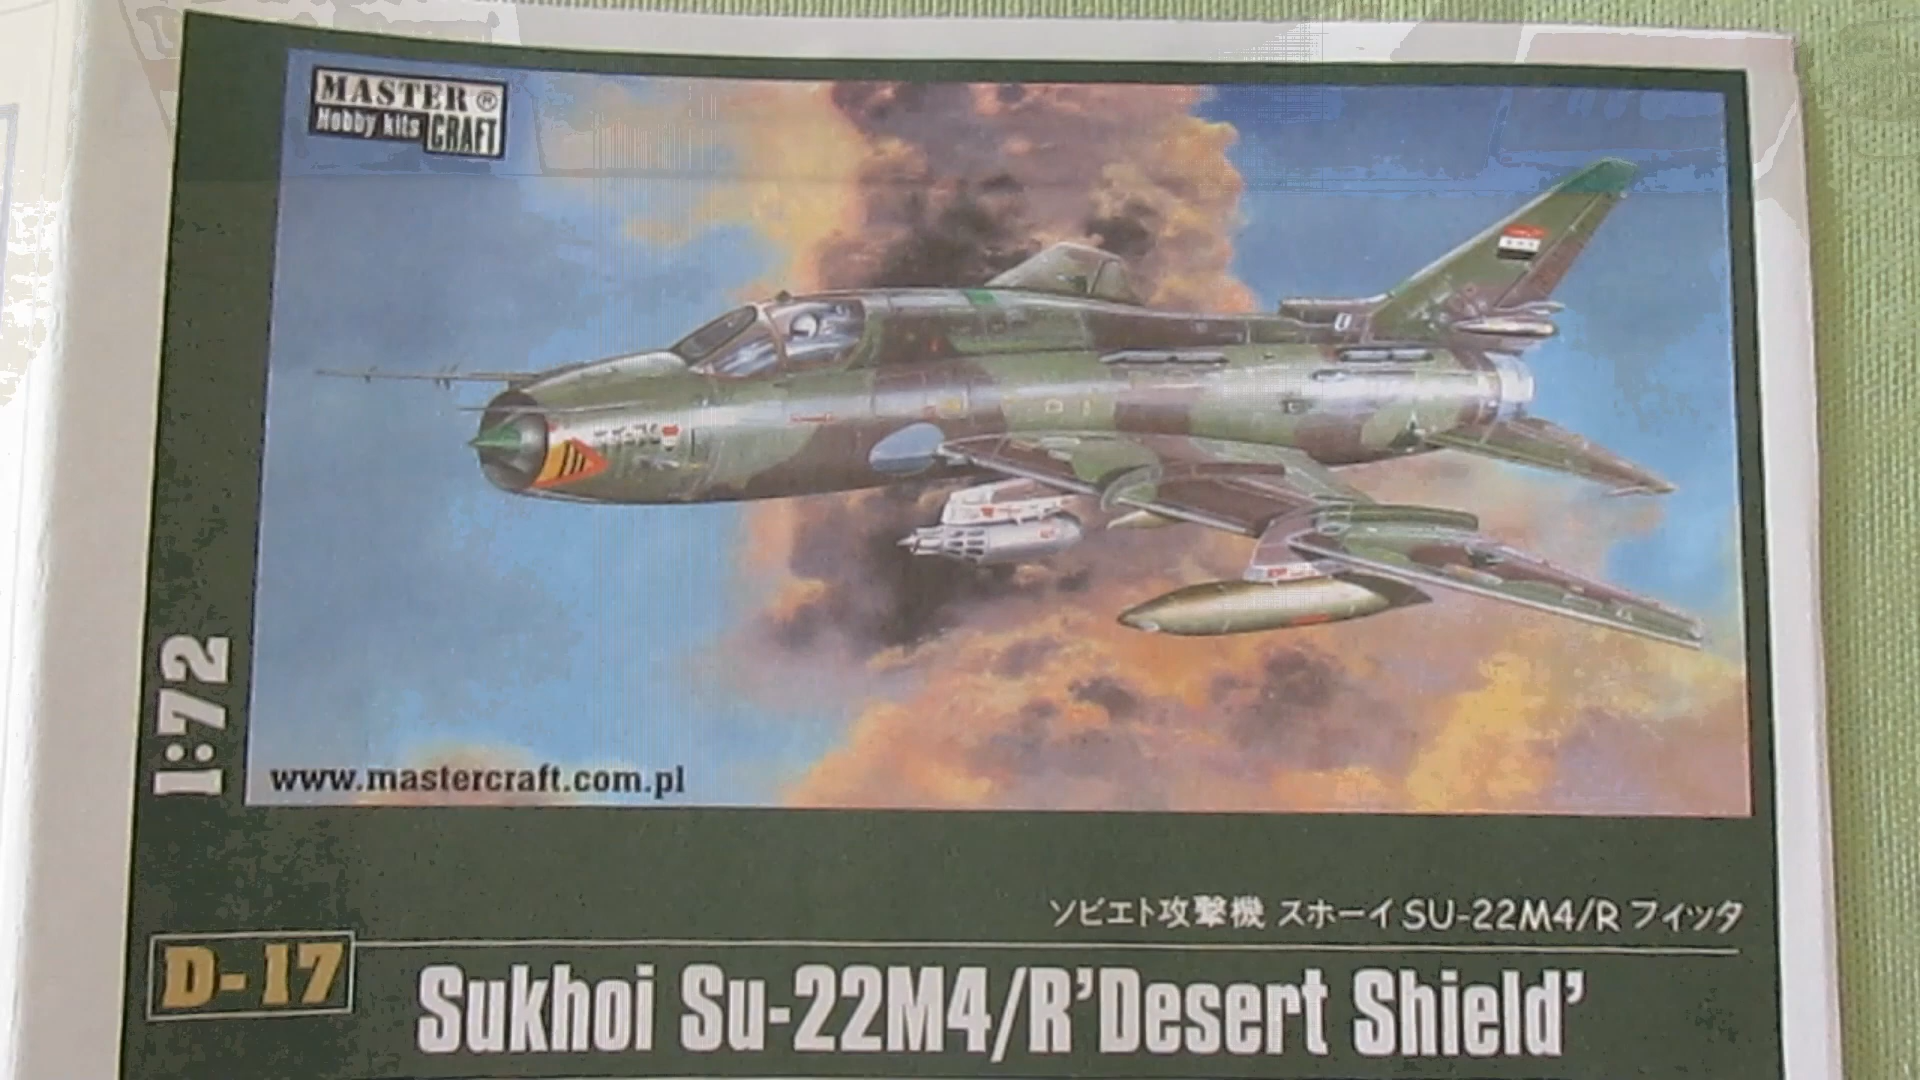 MASTER ®
Hobby kits CRAFT
1:72
www.mastercraft.com.pl
ソビエト攻撃機 スホーイ SU-22M4/R フィッタ
D-17
Sukhoi Su-22M4/R'Desert Shield'